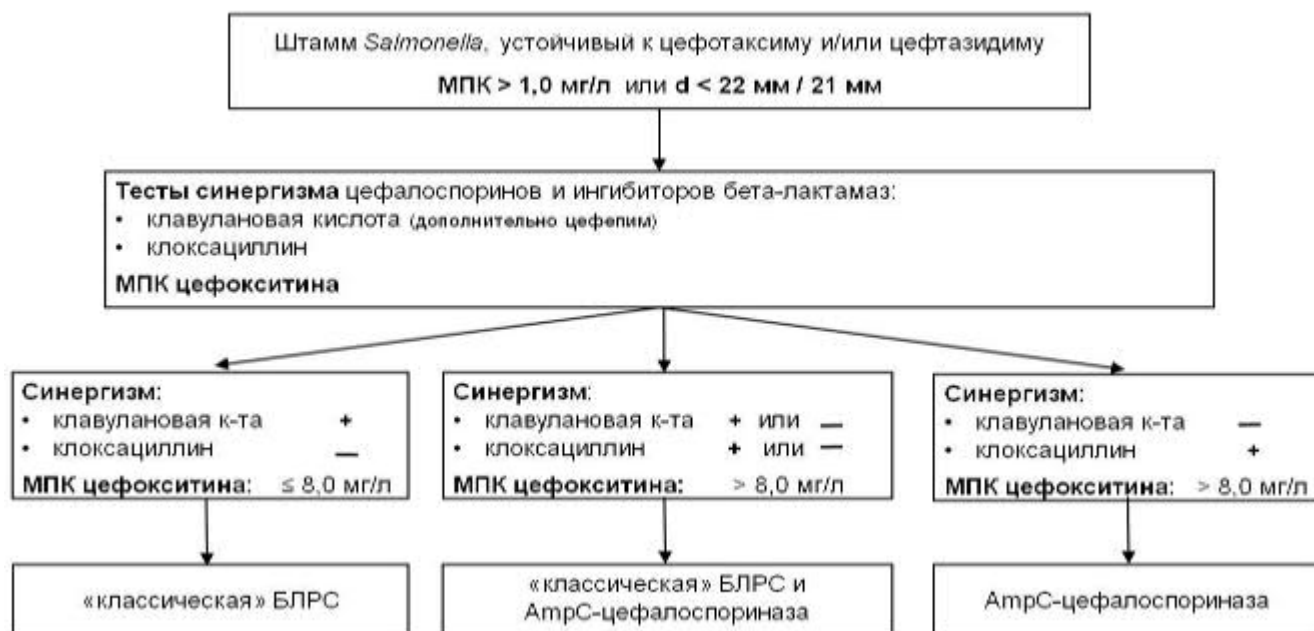 Штамм Salmonella, устойчивый к цефотаксиму и/или цефтазидиму
МПК > 1,0 мг/л или d < 22 мм / 21 мм
Тесты синергизма цефалоспоринов и ингибиторов бета-лактамаз:
• клавулановая кислота (дополнительно цефепим)
• клоксациллин
МПК цефокситина
Синергизм:
• клавулановая к-та +
• клоксациллин —
МПК цефокситина: ≤ 8,0 мг/л
Синергизм:
• клавулановая к-та + или —
• клоксациллин + или —
МПК цефокситина: > 8,0 мг/л
Синергизм:
• клавулановая к-та —
• клоксациллин +
МПК цефокситина: > 8,0 мг/л
«классическая» БЛРС
«классическая» БЛРС и
AmpC-цефалоспориназа
AmpC-цефалоспориназа